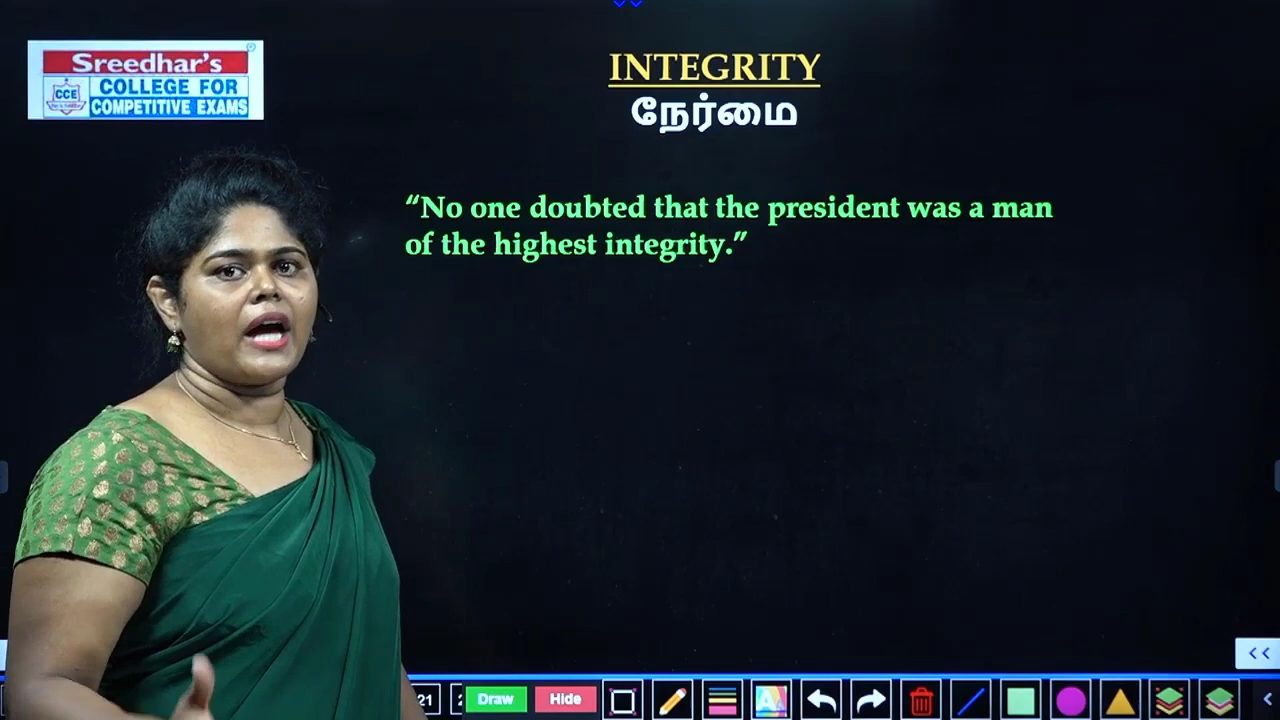 Sreedhar's
CCE
COLLEGE FOR
COMPETITIVE EXAMS
INTEGRITY
நேர்மை
“No one doubted that the president was a man
of the highest integrity.”
21
Draw
Hide